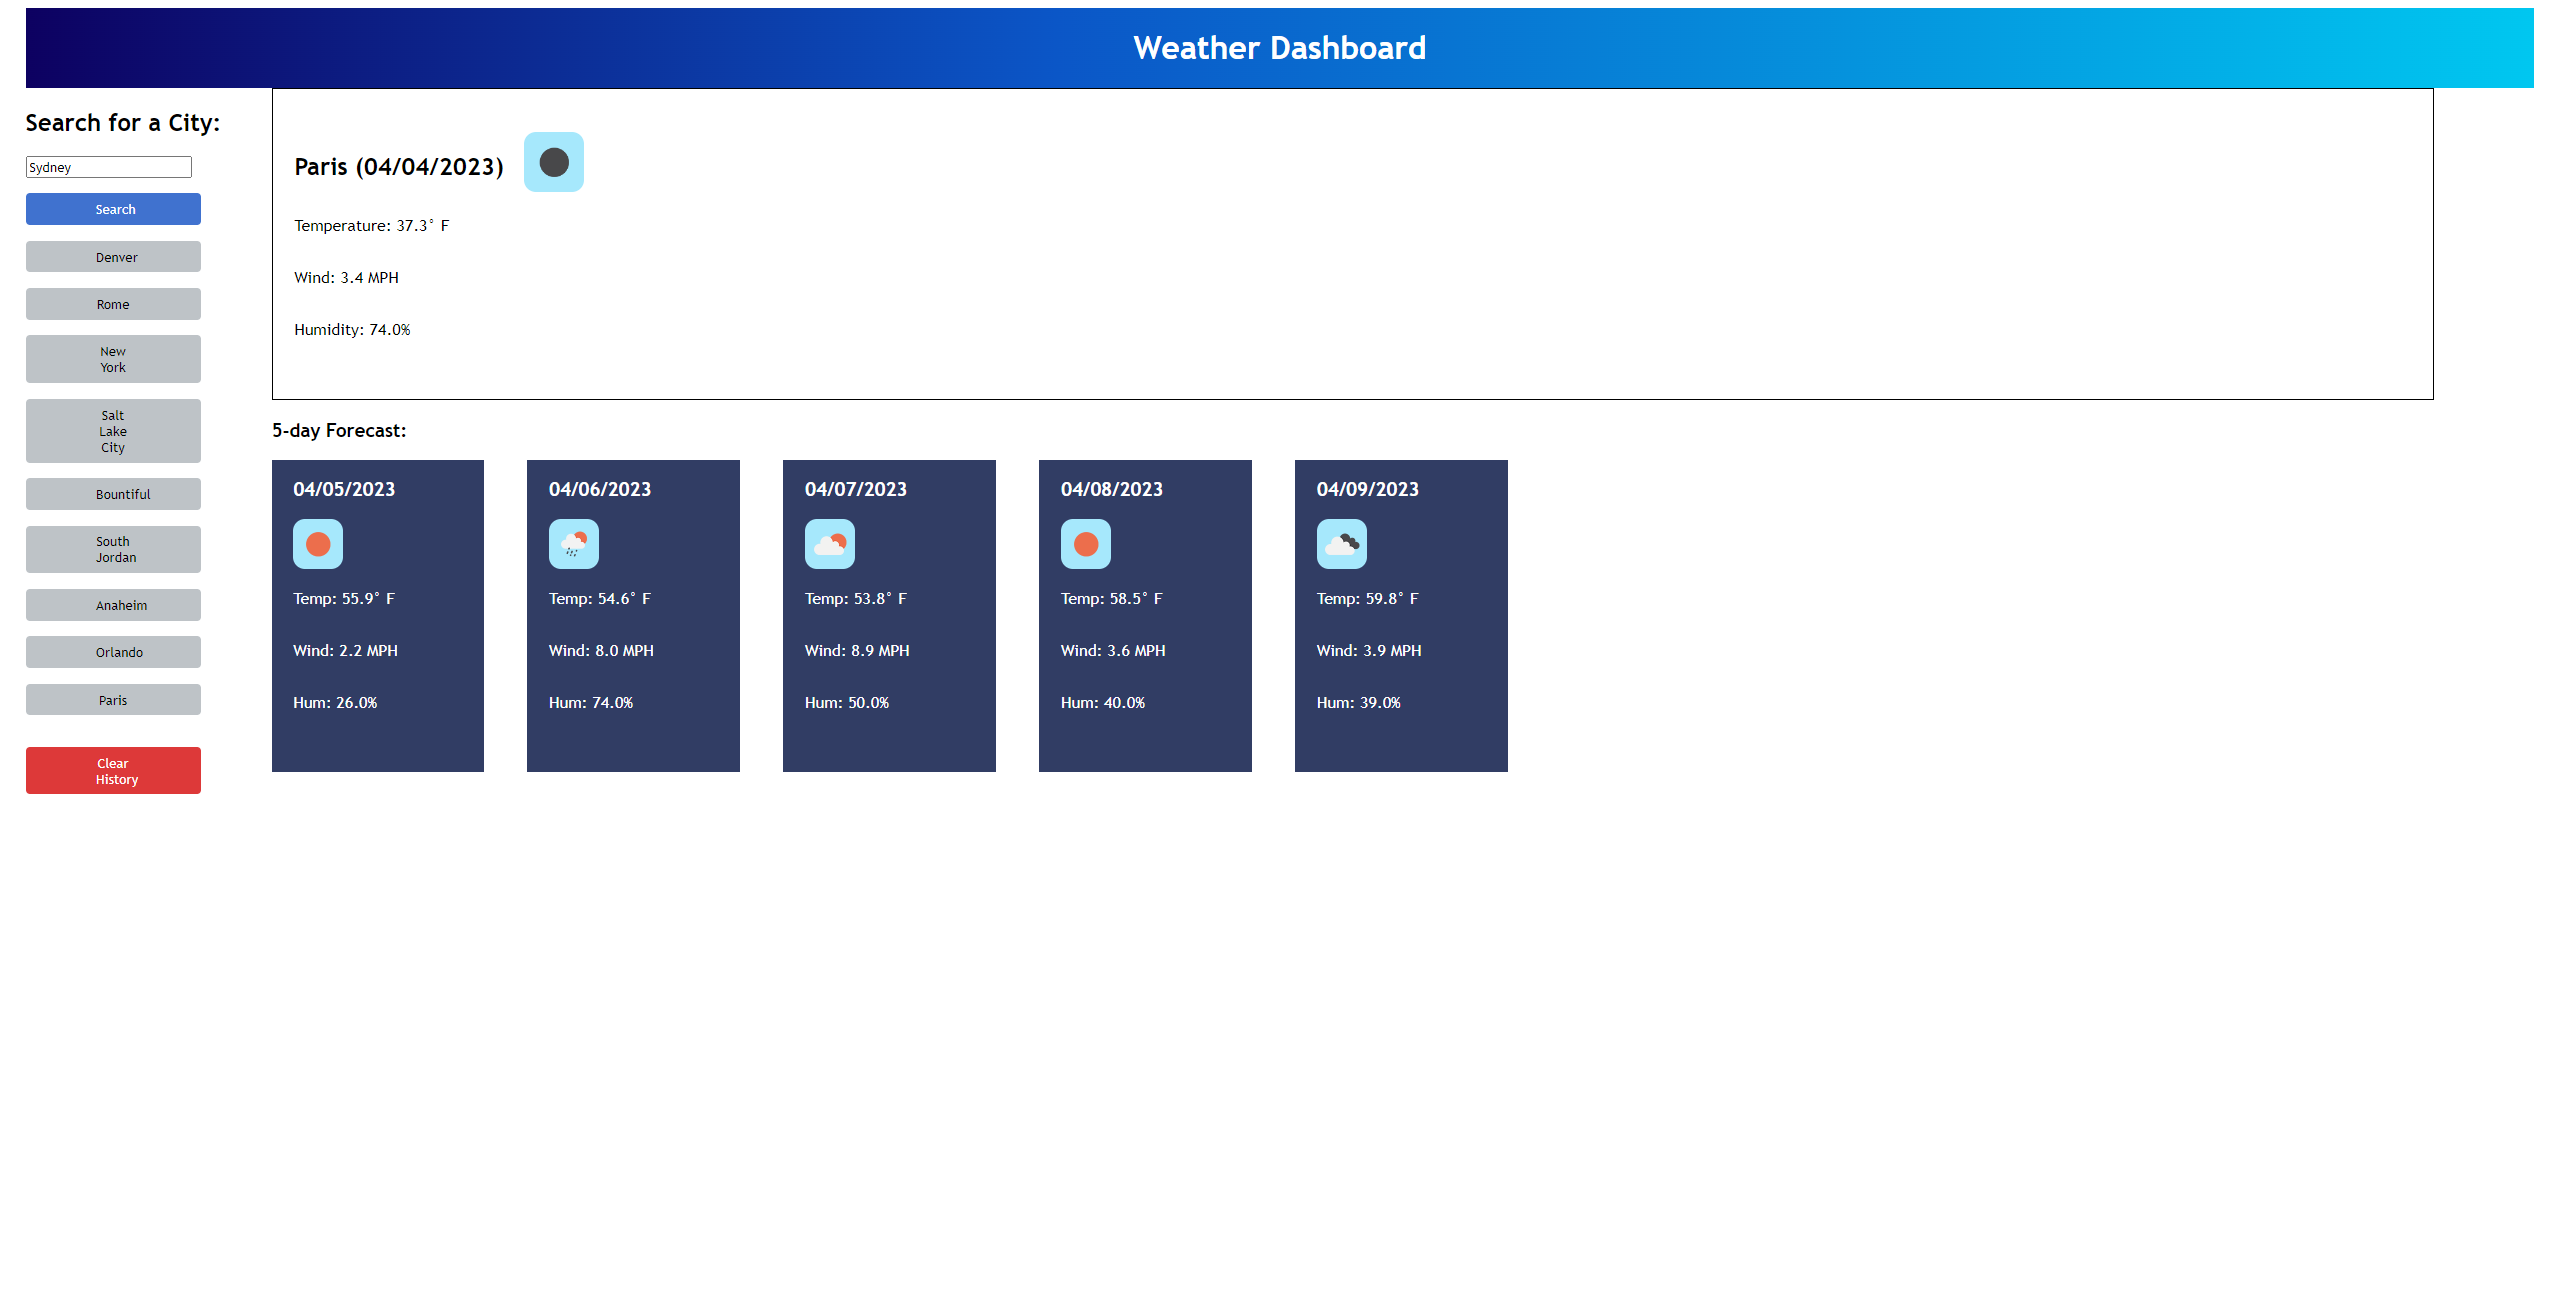 Weather Dashboard
Search for a City:
Sydney
Search
Denver
Rome
New
York
Salt
Lake
City
Bountiful
South
Jordan
Anaheim
Orlando
Paris
Clear
History
Paris (04/04/2023)
Temperature: 37.3° F
Wind: 3.4 MPH
Humidity: 74.0%
5-day Forecast:
04/05/2023
Temp: 55.9° F
Wind: 2.2 MPH
Hum: 26.0%
04/06/2023
Temp: 54.6° F
Wind: 8.0 MPH
Hum: 74.0%
04/07/2023
Temp: 53.8° F
Wind: 8.9 MPH
Hum: 50.0%
04/08/2023
Temp: 58.5° F
Wind: 3.6 MPH
Hum: 40.0%
04/09/2023
Temp: 59.8° F
Wind: 3.9 MPH
Hum: 39.0%